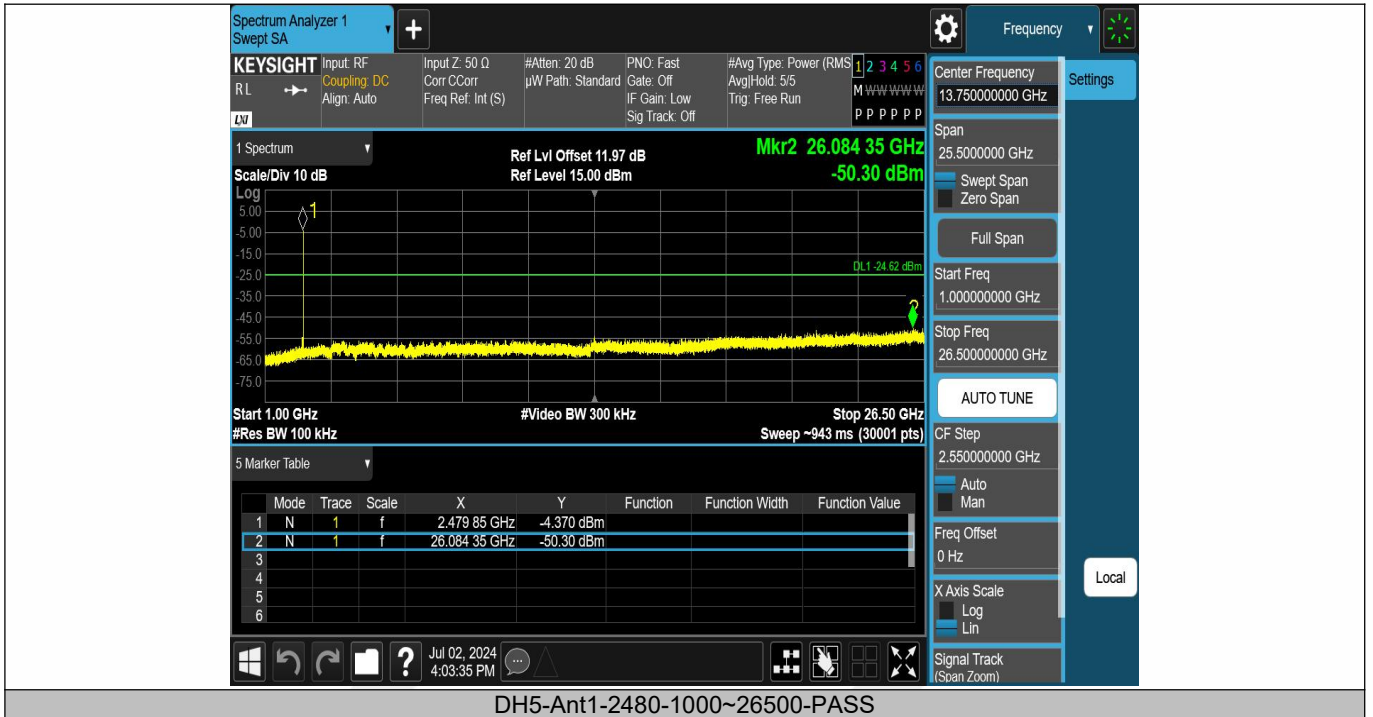 Spectrum Analyzer 1
Swept SA
+
Frequency
KEYSIGHT
RL
LXI
Input: RF
Coupling: DC
Align: Auto
Input Z: 50 Ω
Corr CCorr
Freq Ref: Int (S)
#Atten: 20 dB
µW Path: Standard
PNO: Fast
Gate: Off
IF Gain: Low
Sig Track: Off
#Avg Type: Power (RMS
Avg|Hold: 5/5
Trig: Free Run
1 2 3 4 5 6
M W W W W W
P P P P P P
Center Frequency
13.750000000 GHz
Settings
1 Spectrum
Scale/Div 10 dB
Ref Lvl Offset 11.97 dB
Ref Level 15.00 dBm
Mkr2 26.084 35 GHz
-50.30 dBm
Log
5.00
-5.00
-15.0
-25.0
-35.0
-45.0
-55.0
-65.0
-75.0
1
DL1 -24.62 dBm
2
Start 1.00 GHz
#Video BW 300 kHz
Stop 26.50 GHz
#Res BW 100 kHz
Sweep ~943 ms (30001 pts)
Span
25.5000000 GHz
Swept Span
Zero Span
Full Span
Start Freq
1.000000000 GHz
Stop Freq
26.500000000 GHz
AUTO TUNE
CF Step
2.550000000 GHz
Auto
Man
Freq Offset
0 Hz
X Axis Scale
Log
Lin
Signal Track
(Span Zoom)
Local
5 Marker Table
Mode Trace Scale X Y Function Function Width Function Value
1 N 1 f 2.479 85 GHz -4.370 dBm
2 N 1 f 26.084 35 GHz -50.30 dBm
3
4
5
6
?
Jul 02, 2024
4:03:35 PM
DH5-Ant1-2480-1000~26500-PASS